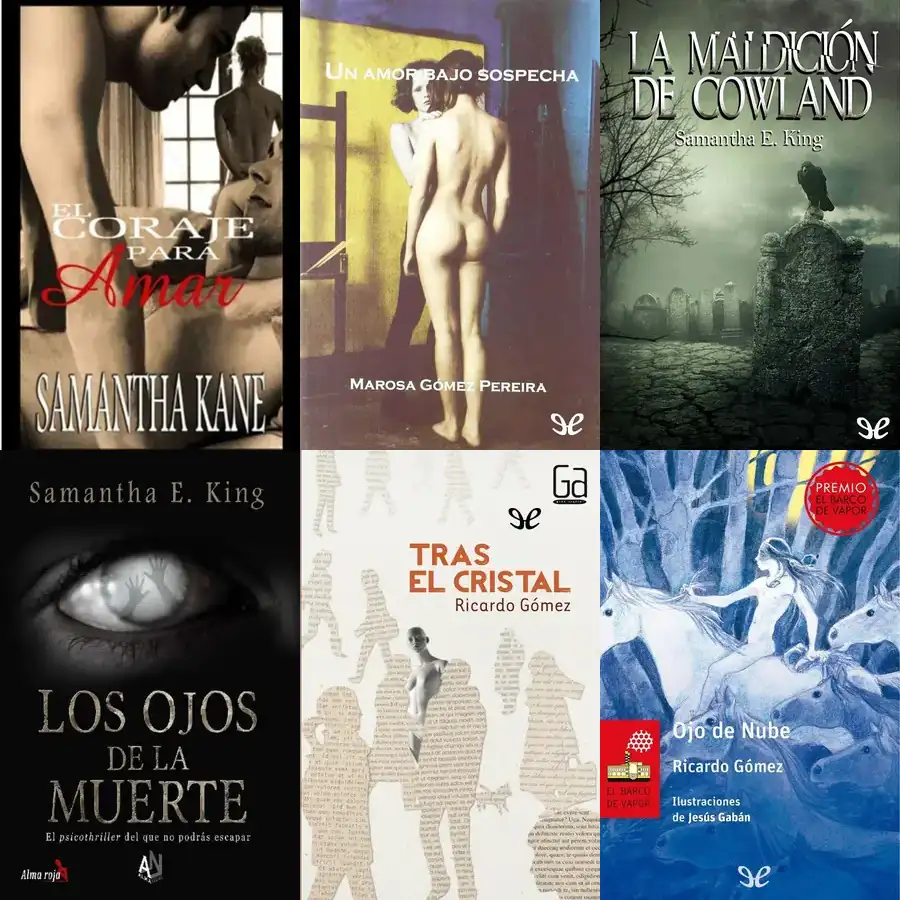 EL
CORAJE
PARA
Amar
SAMANTHA KANE
UN AMOR BAJO SOSPECHA
MAROSA GÓMEZ PEREIRA
LA MALDICIÓN
DE COWLAND
Samantha E. King
Samantha E. King
LOS OJOS
DE LA
MUERTE
El psicothriller del que no podrás escapar
Alma roja
AN
Ga
TRAS
EL CRISTAL
Ricardo Gómez
PREMIO
EL BARCO
DE VAPOR
Ojo de Nube
Ricardo Gómez
EL BARCO
DE VAPOR
Ilustraciones
de Jesús Gabán